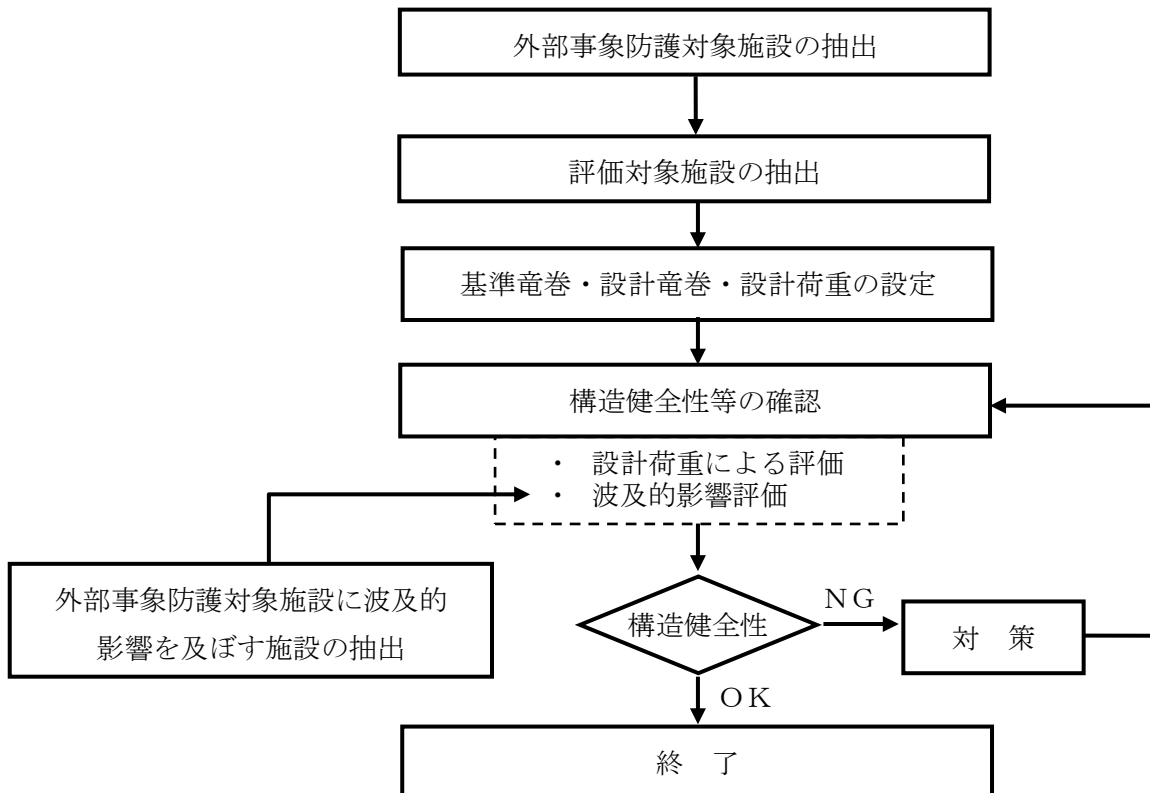 外部事象防護対象施設の抽出
評価対象施設の抽出
基準竜巻・設計竜巻・設計荷重の設定
構造健全性等の確認
・ 設計荷重による評価
・ 波及的影響評価
外部事象防護対象施設に波及的
影響を及ぼす施設の抽出
構造健全性
ＮＧ
対　策
ＯＫ
終　了